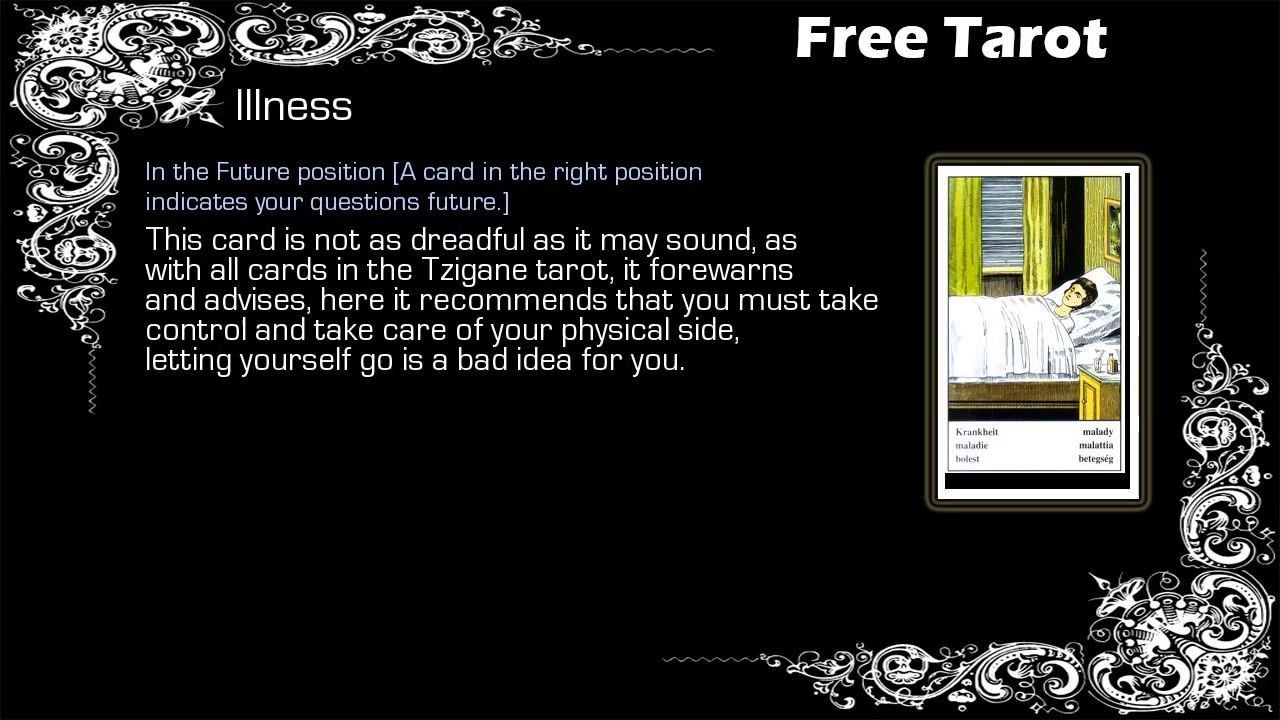 Free Tarot
Illness
In the Future position [A card in the right position
indicates your questions future.]
This card is not as dreadful as it may sound, as
with all cards in the Tzigane tarot, it forewarns
and advises, here it recommends that you must take
control and take care of your physical side,
letting yourself go is a bad idea for you.
Krankheit malady
maladie malattia
bolest betegség